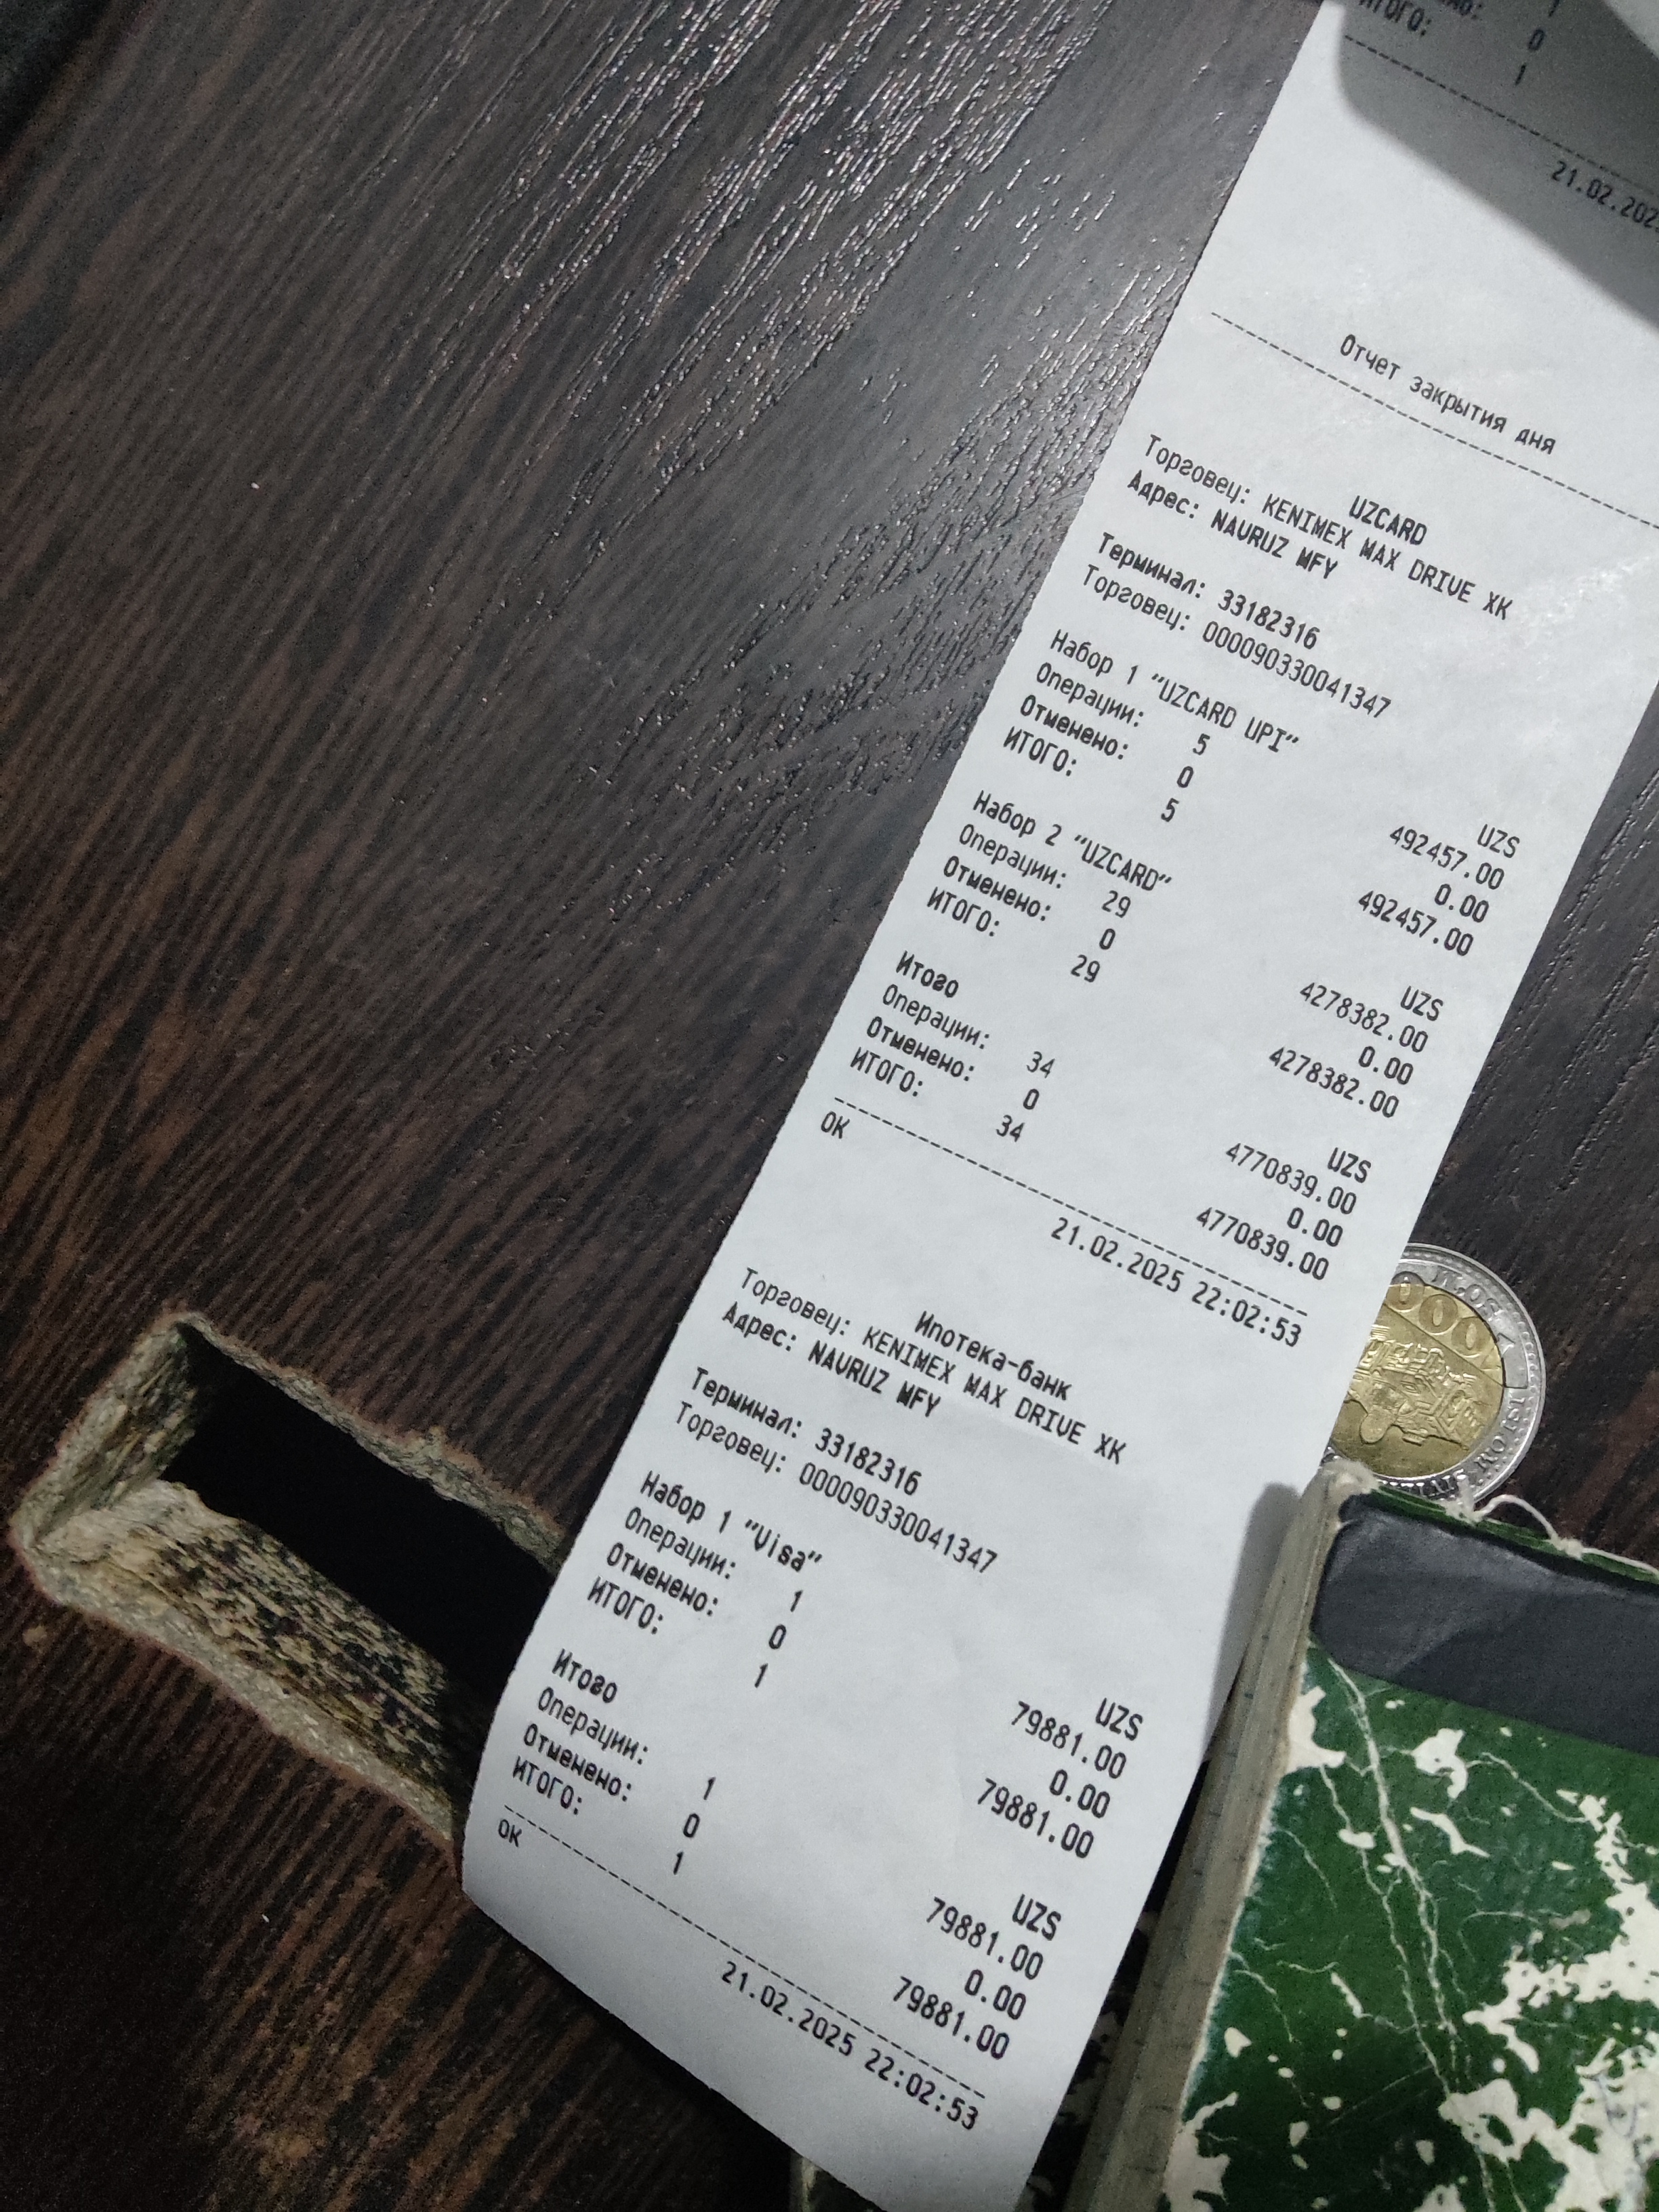 ИТОГО:
0
1
1
21.02.202
Отчет закрытия дня
UZCARD
Торговец: KENIMEX MAX DRIVE XK
Адрес: NAVRUZ MFY
Терминал: 33182316
Торговец: 000090330041347
Набор 1 "UZCARD UPI" UZS
Операции: 5 492457.00
Отменено: 0 0.00
ИТОГО: 5 492457.00
Набор 2 "UZCARD" UZS
Операции: 29 4278382.00
Отменено: 0 0.00
ИТОГО: 29 4278382.00
Итого UZS
Операции: 34 4770839.00
Отменено: 0 0.00
ИТОГО: 34 4770839.00
OK 21.02.2025 22:02:53
Ипотека-банк
Торговец: KENIMEX MAX DRIVE XK
Адрес: NAVRUZ MFY
Терминал: 33182316
Торговец: 000090330041347
Набор 1 "Visa" UZS
Операции: 1 79881.00
Отменено: 0 0.00
ИТОГО: 1 79881.00
Итого UZS
Операции: 1 79881.00
Отменено: 0 0.00
ИТОГО: 1 79881.00
OK 21.02.2025 22:02:53